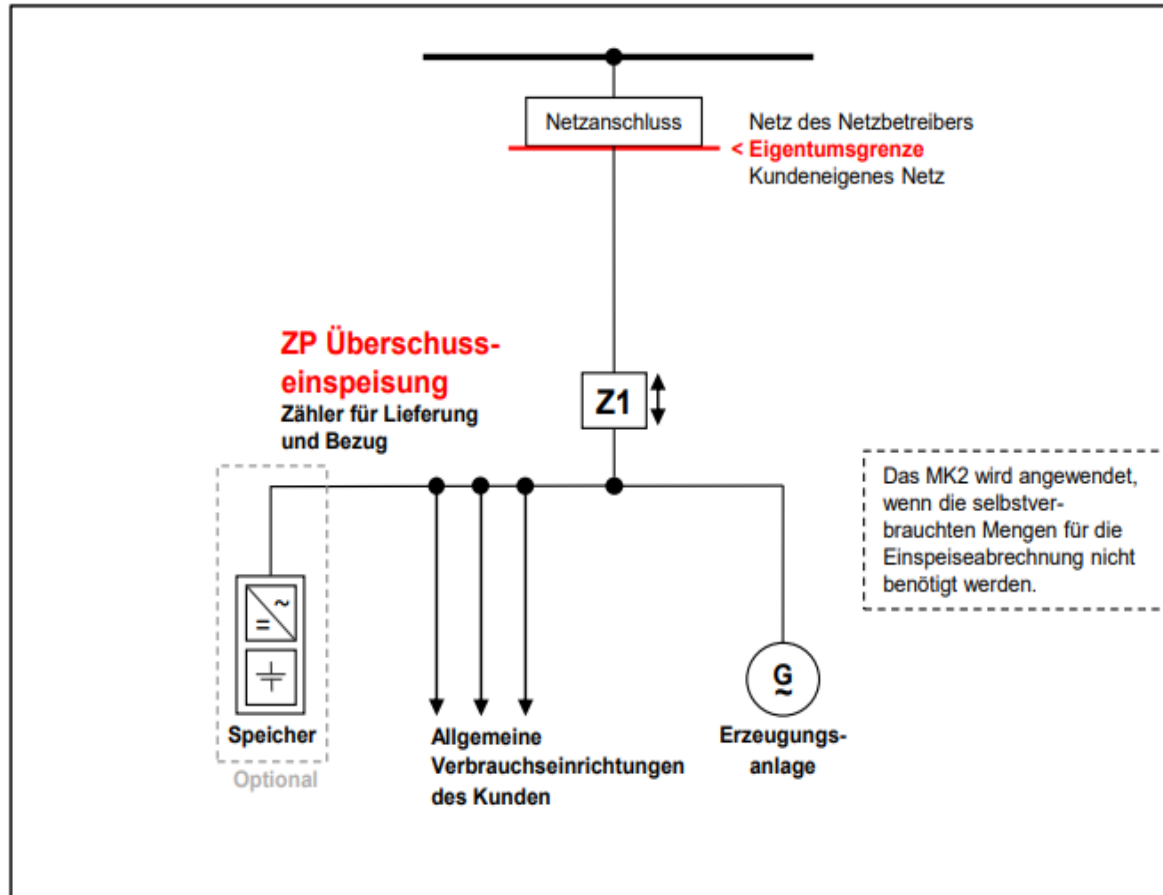 Netzanschluss
Netz des Netzbetreibers
< Eigentumsgrenze
Kundeneigenes Netz
ZP Überschuss-
einspeisung
Zähler für Lieferung
und Bezug
Z1
Das MK2 wird angewendet,
wenn die selbstver-
brauchten Mengen für die
Einspeiseabrechnung nicht
benötigt werden.
~
=
G
~
Speicher
Optional
Allgemeine
Verbrauchseinrichtungen
des Kunden
Erzeugungs-
anlage